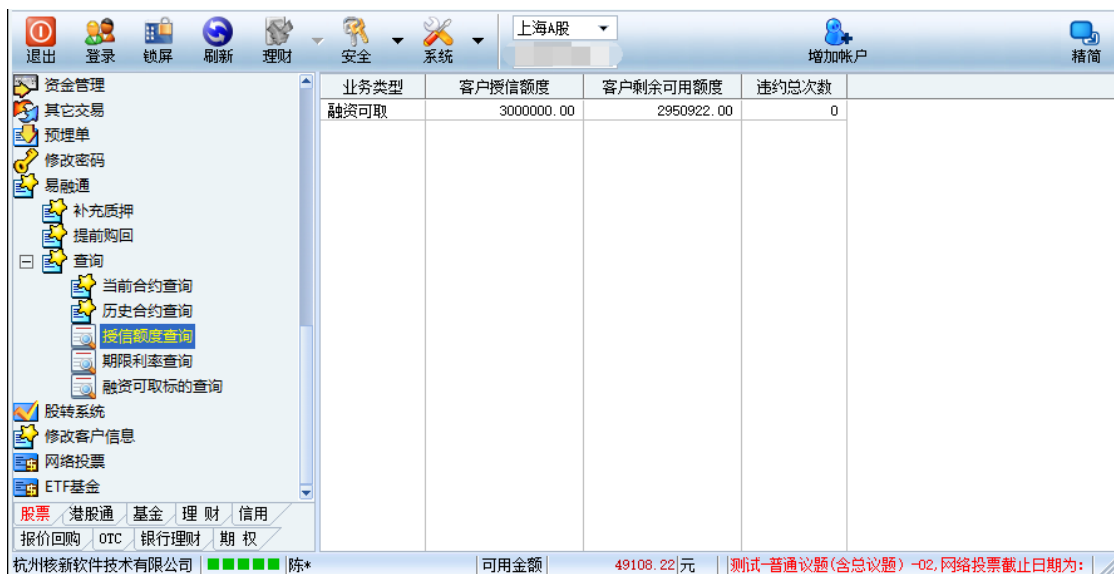 上海A股
退出 登录 锁屏 刷新 理财 安全 系统 增加帐户 精简
资金管理
其它交易
预埋单
修改密码
易融通
补充质押
提前购回
查询
当前合约查询
历史合约查询
授信额度查询
期限利率查询
融资可取标的查询
股转系统
修改客户信息
网络投票
ETF基金
股票 港股通 基金 理 财 信用
报价回购 OTC 银行理财 期 权
业务类型 客户授信额度 客户剩余可用额度 违约总次数
融资可取 3000000.00 2950922.00 0
杭州核新软件技术有限公司 陈* 可用金额 49108.22 元 测试-普通议题(含总议题) -02,网络投票截止日期为: